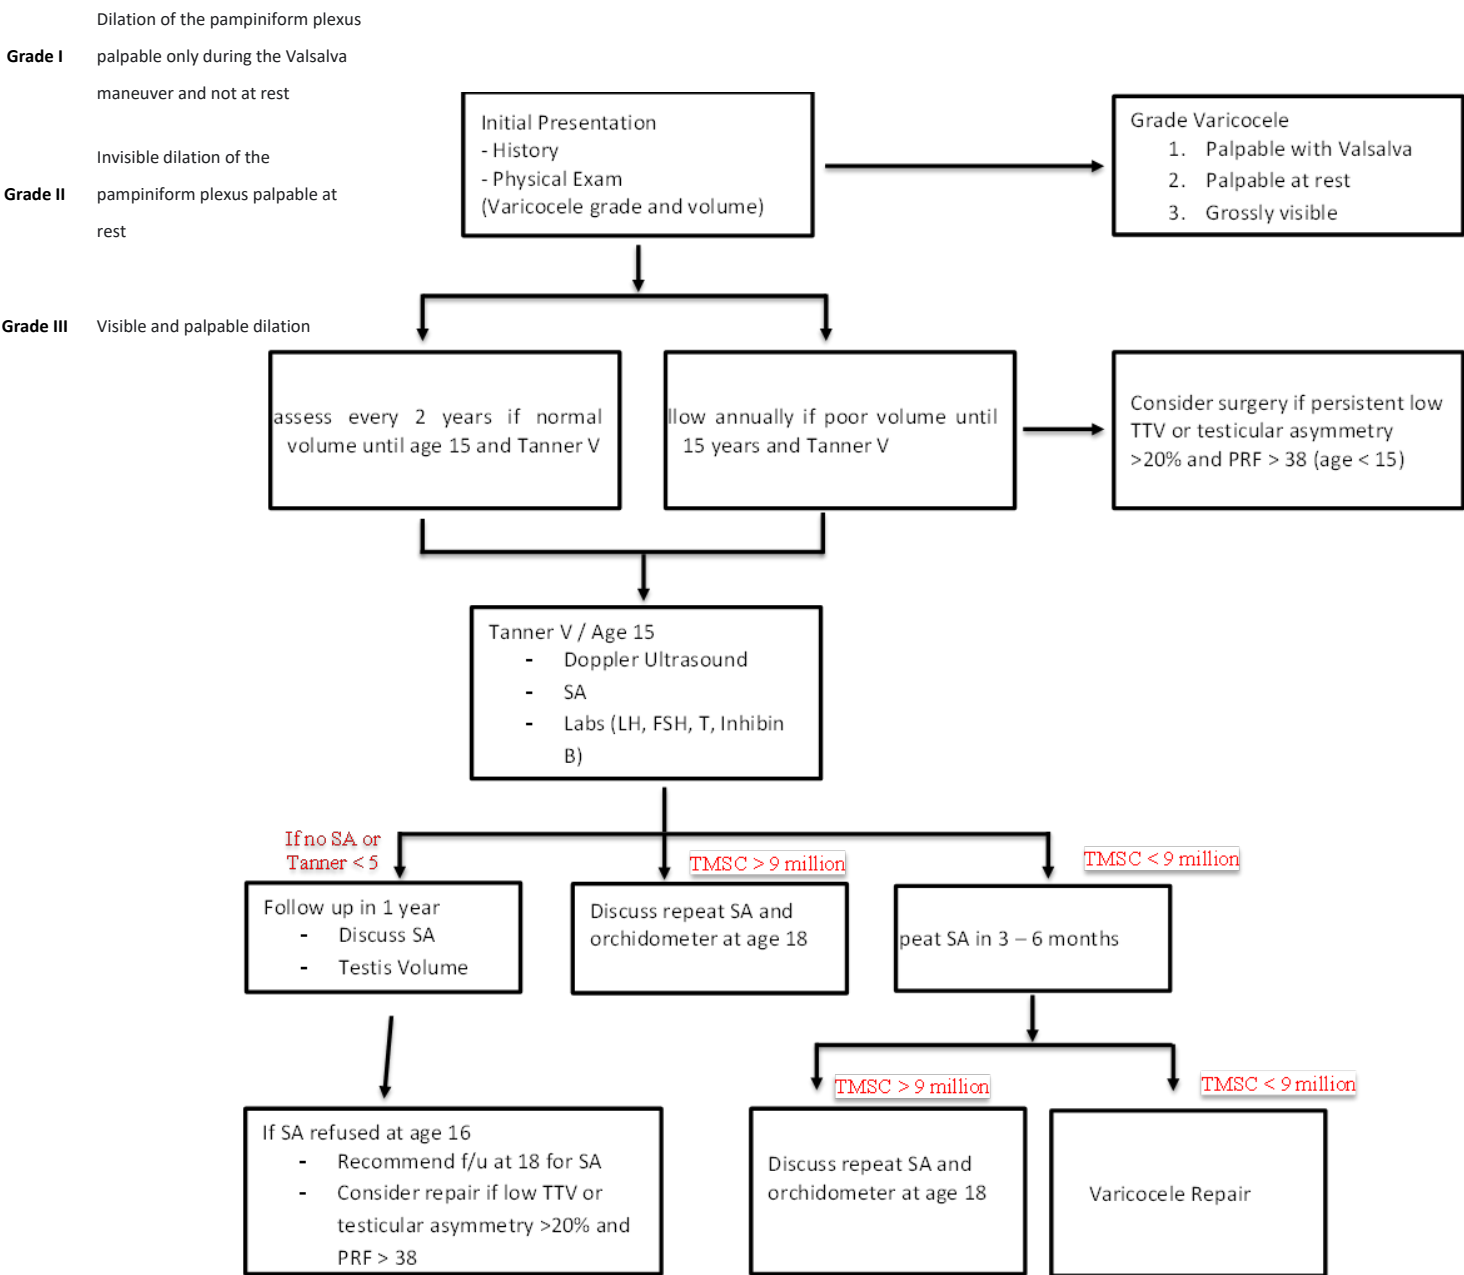 Dilation of the pampiniform plexus
Grade I palpable only during the Valsalva
maneuver and not at rest
Invisible dilation of the
Grade II pampiniform plexus palpable at
rest
Grade III Visible and palpable dilation
Initial Presentation
- History
- Physical Exam
(Varicocele grade and volume)
Grade Varicocele
1. Palpable with Valsalva
2. Palpable at rest
3. Grossly visible
assess every 2 years if normal
volume until age 15 and Tanner V
llow annually if poor volume until
15 years and Tanner V
Consider surgery if persistent low
TTV or testicular asymmetry
>20% and PRF > 38 (age < 15)
Tanner V / Age 15
- Doppler Ultrasound
- SA
- Labs (LH, FSH, T, Inhibin
B)
If no SA or
Tanner < 5
TMSC > 9 million
TMSC < 9 million
Follow up in 1 year
- Discuss SA
- Testis Volume
Discuss repeat SA and
orchidometer at age 18
peat SA in 3 – 6 months
TMSC > 9 million
TMSC < 9 million
If SA refused at age 16
- Recommend f/u at 18 for SA
- Consider repair if low TTV or
testicular asymmetry >20% and
PRF > 38
Discuss repeat SA and
orchidometer at age 18
Varicocele Repair